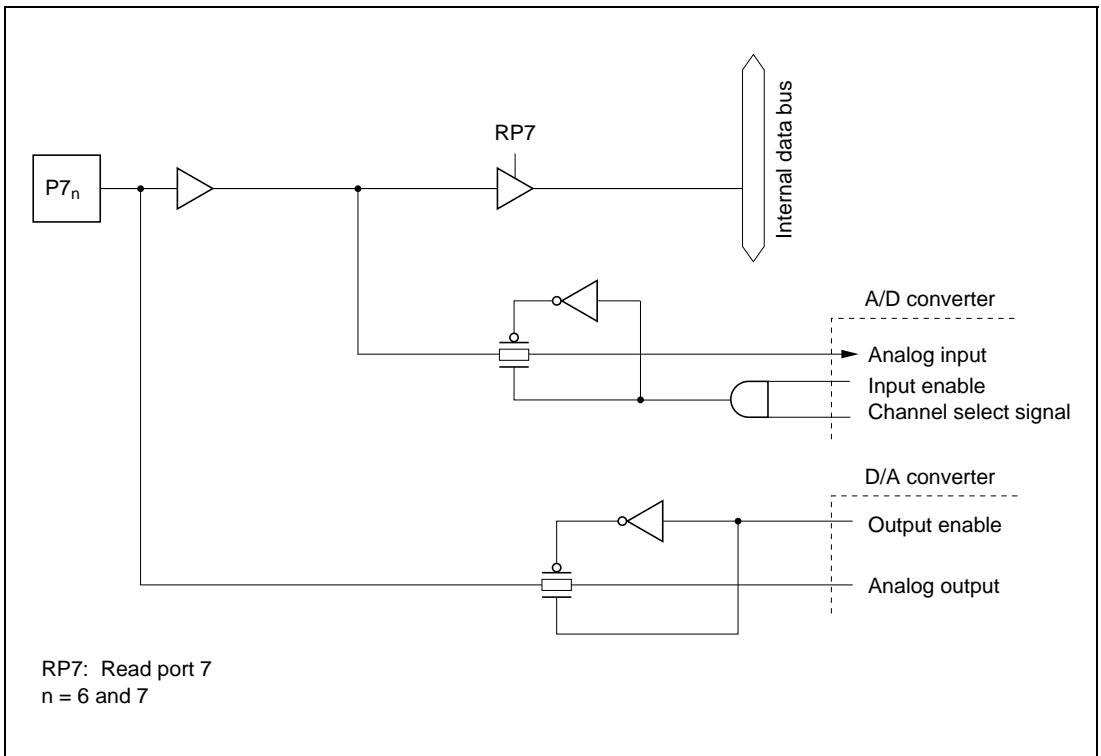 RP7
P7n
Internal data bus
A/D converter
Analog input
Input enable
Channel select signal
D/A converter
Output enable
Analog output
RP7: Read port 7
n = 6 and 7